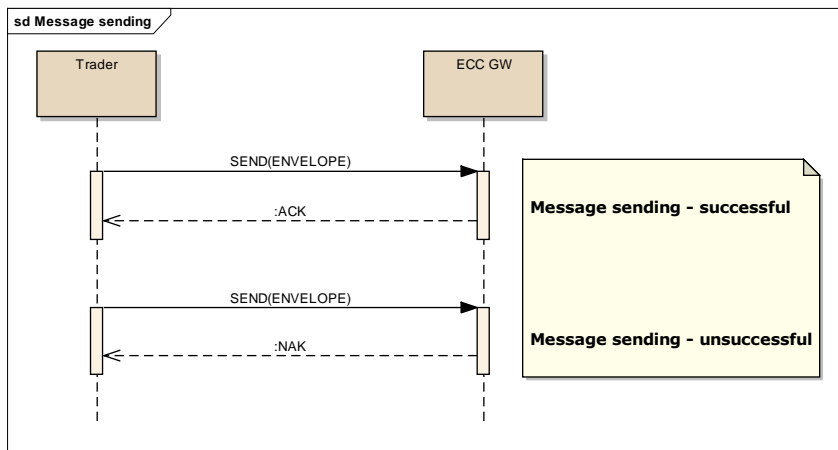 sd Message sending
Trader
ECC GW
SEND(ENVELOPE)
:ACK
Message sending - successful
SEND(ENVELOPE)
:NAK
Message sending - unsuccessful